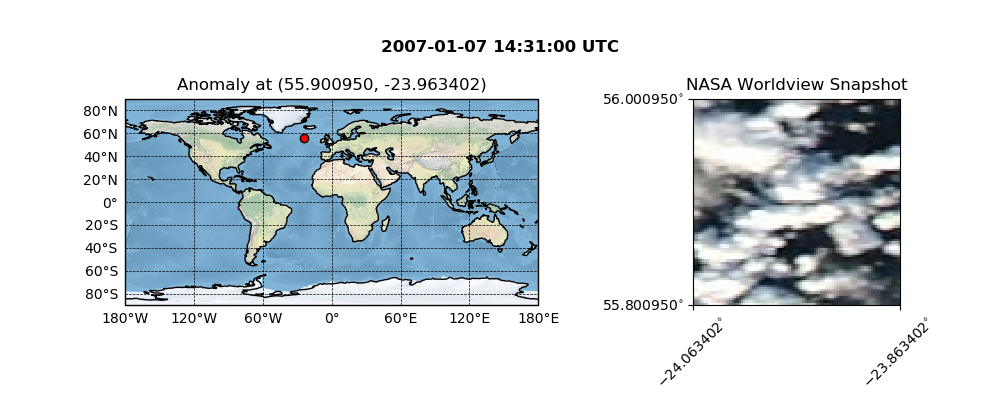 2007-01-07 14:31:00 UTC
Anomaly at (55.900950, -23.963402)
80°N
60°N
40°N
20°N
0°
20°S
40°S
60°S
80°S
180°W 120°W 60°W 0° 60°E 120°E 180°E
NASA Worldview Snapshot
56.000950°
55.800950°
−24.063402°
−23.863402°